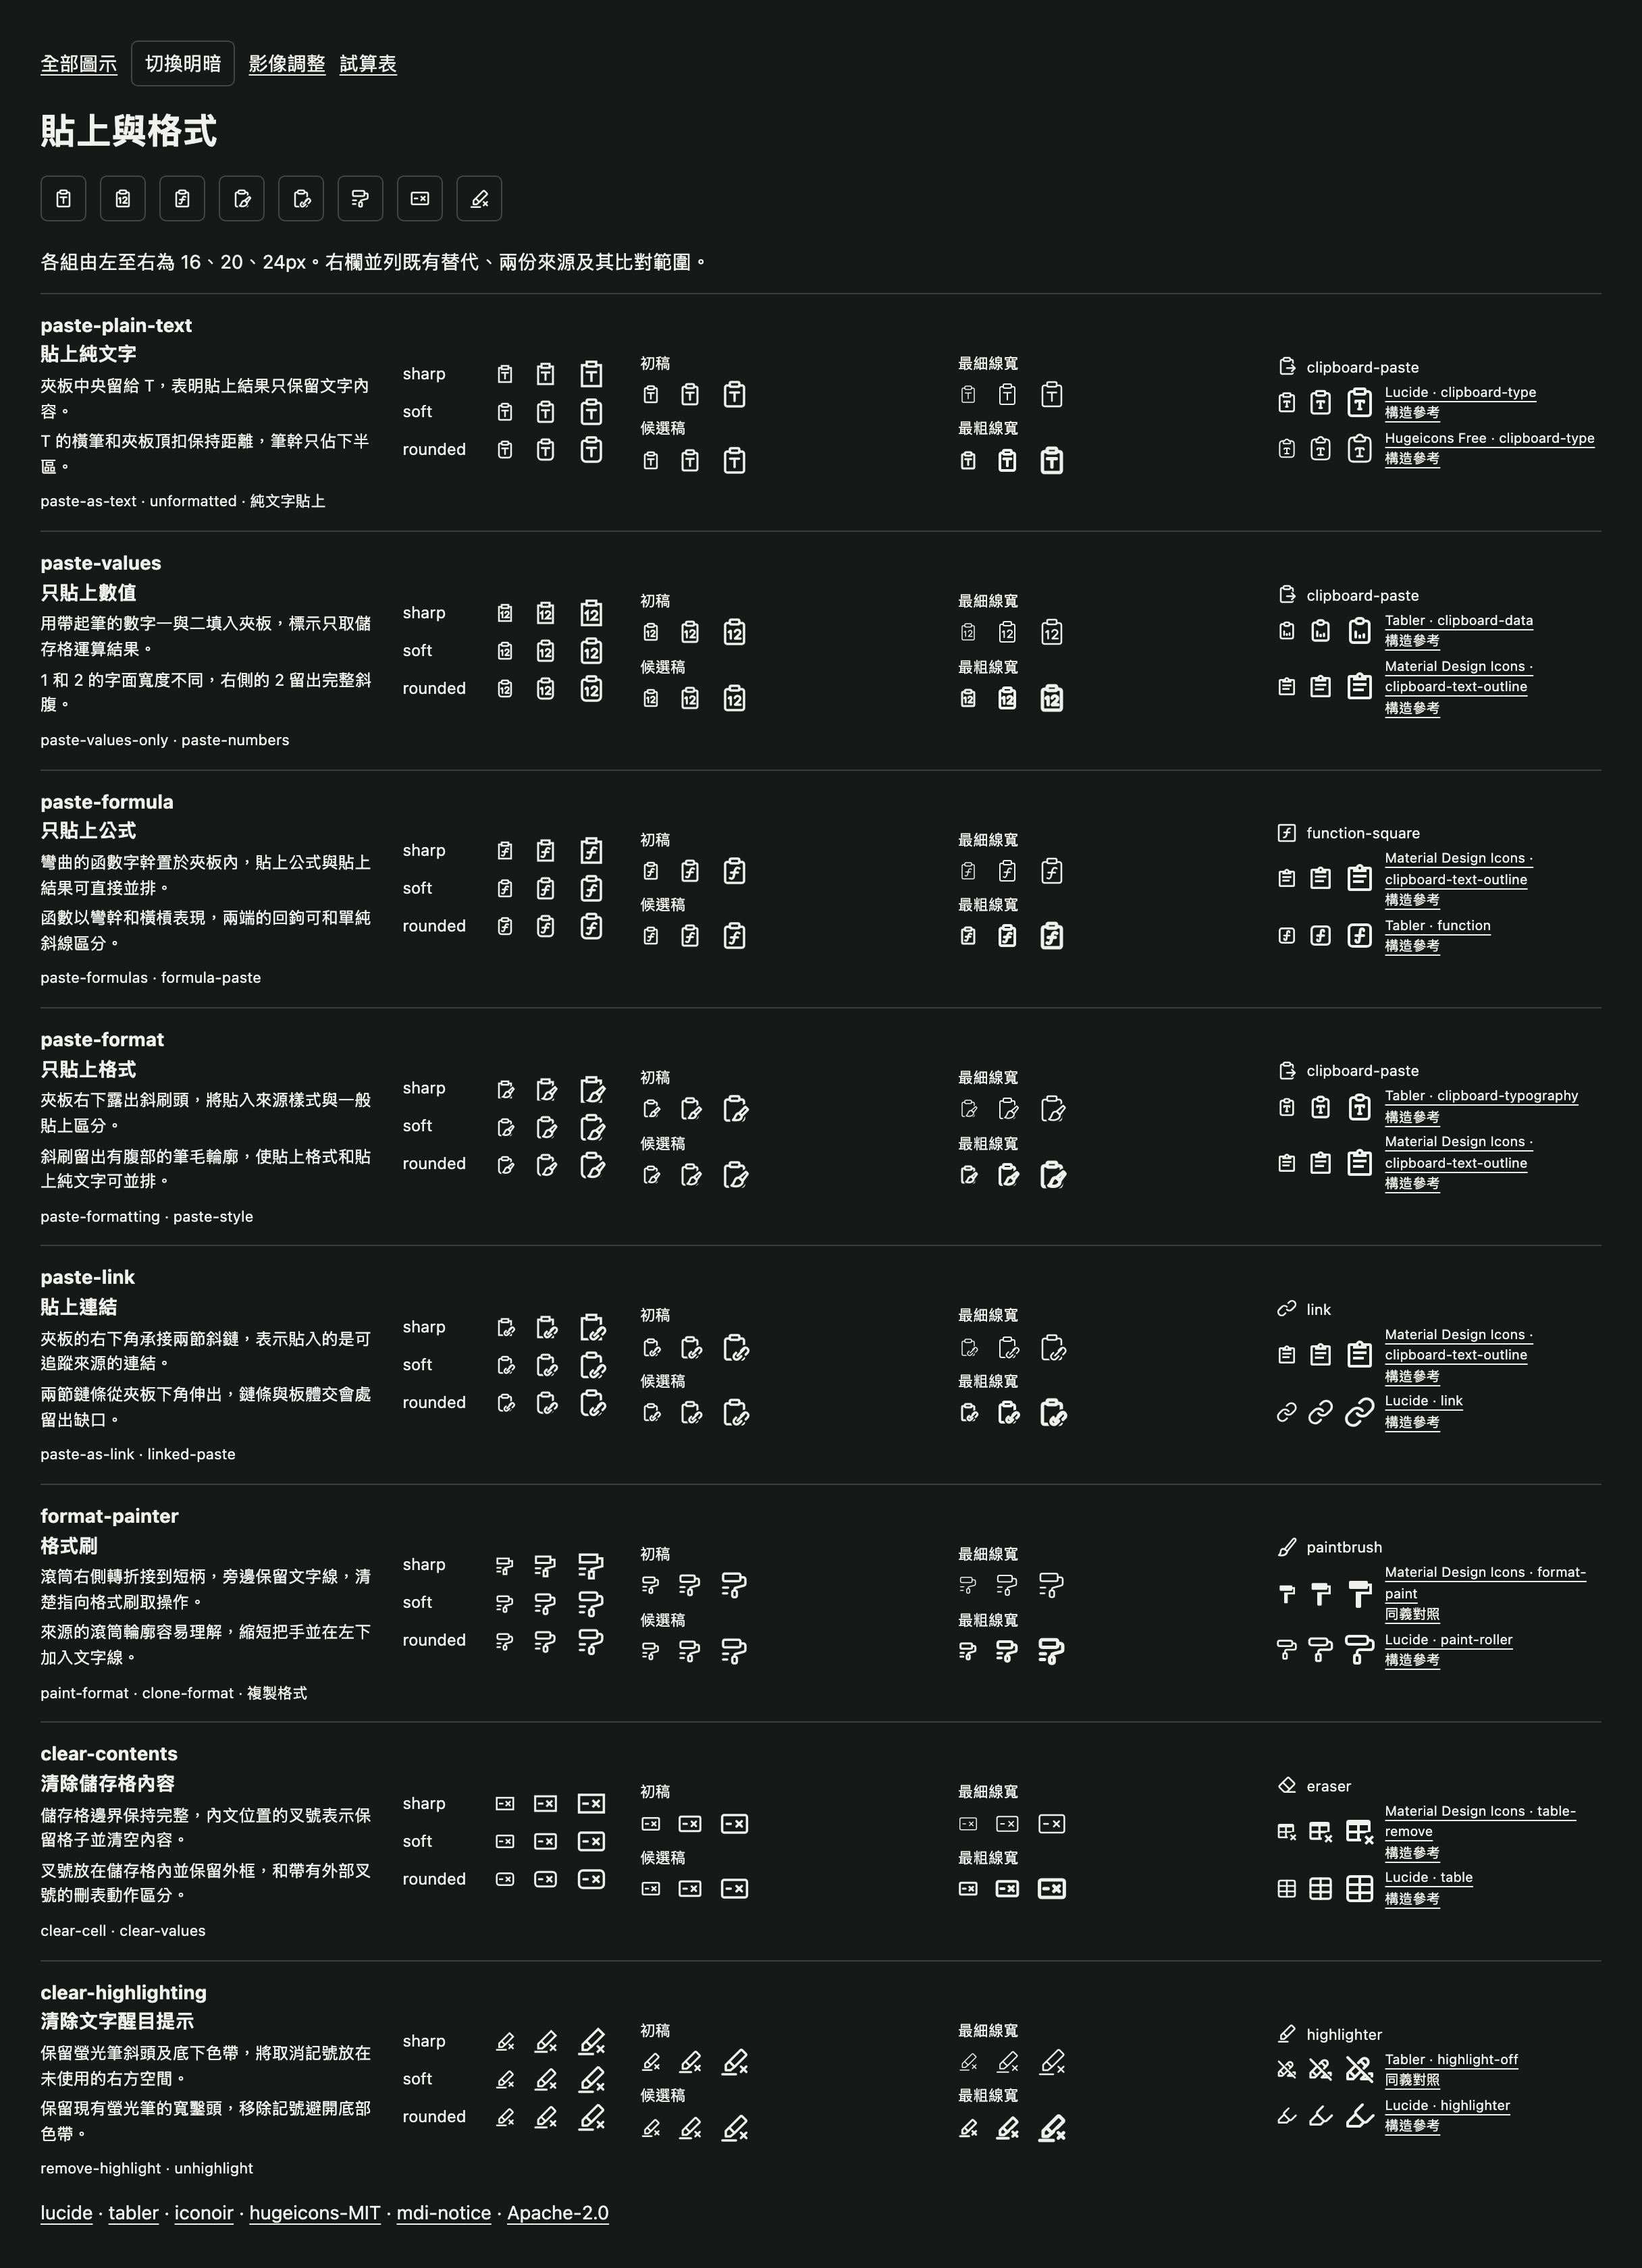 全部圖示 切換明暗 影像調整 試算表
貼上與格式
各組由左至右為 16、20、24px。右欄並列既有替代、兩份來源及其比對範圍。
paste-plain-text
貼上純文字
夾板中央留給 T，表明貼上結果只保留文字內
容。
T 的橫筆和夾板頂扣保持距離，筆幹只佔下半
區。
paste-as-text · unformatted · 純文字貼上
sharp
soft
rounded
初稿
候選稿
最細線寬
最粗線寬
clipboard-paste
Lucide · clipboard-type
構造參考
Hugeicons Free · clipboard-type
構造參考
paste-values
只貼上數值
用帶起筆的數字一與二填入夾板，標示只取儲
存格運算結果。
1 和 2 的字面寬度不同，右側的 2 留出完整斜
腹。
paste-values-only · paste-numbers
sharp
soft
rounded
初稿
候選稿
最細線寬
最粗線寬
clipboard-paste
Tabler · clipboard-data
構造參考
Material Design Icons ·
clipboard-text-outline
構造參考
paste-formula
只貼上公式
彎曲的函數字幹置於夾板內，貼上公式與貼上
結果可直接並排。
函數以彎幹和橫槓表現，兩端的回鉤可和單純
斜線區分。
paste-formulas · formula-paste
sharp
soft
rounded
初稿
候選稿
最細線寬
最粗線寬
function-square
Material Design Icons ·
clipboard-text-outline
構造參考
Tabler · function
構造參考
paste-format
只貼上格式
夾板右下露出斜刷頭，將貼入來源樣式與一般
貼上區分。
斜刷留出有腹部的筆毛輪廓，使貼上格式和貼
上純文字可並排。
paste-formatting · paste-style
sharp
soft
rounded
初稿
候選稿
最細線寬
最粗線寬
clipboard-paste
Tabler · clipboard-typography
構造參考
Material Design Icons ·
clipboard-text-outline
構造參考
paste-link
貼上連結
夾板的右下角承接兩節斜鏈，表示貼入的是可
追蹤來源的連結。
兩節鏈條從夾板下角伸出，鏈條與板體交會處
留出缺口。
paste-as-link · linked-paste
sharp
soft
rounded
初稿
候選稿
最細線寬
最粗線寬
link
Material Design Icons ·
clipboard-text-outline
構造參考
Lucide · link
構造參考
format-painter
格式刷
滾筒右側轉折接到短柄，旁邊保留文字線，清
楚指向格式刷取操作。
來源的滾筒輪廓容易理解，縮短把手並在左下
加入文字線。
paint-format · clone-format · 複製格式
sharp
soft
rounded
初稿
候選稿
最細線寬
最粗線寬
paintbrush
Material Design Icons · format-
paint
同義對照
Lucide · paint-roller
構造參考
clear-contents
清除儲存格內容
儲存格邊界保持完整，內文位置的叉號表示保
留格子並清空內容。
叉號放在儲存格內並保留外框，和帶有外部叉
號的刪表動作區分。
clear-cell · clear-values
sharp
soft
rounded
初稿
候選稿
最細線寬
最粗線寬
eraser
Material Design Icons · table-
remove
構造參考
Lucide · table
構造參考
clear-highlighting
清除文字醒目提示
保留螢光筆斜頭及底下色帶，將取消記號放在
未使用的右方空間。
保留現有螢光筆的寬鑿頭，移除記號避開底部
色帶。
remove-highlight · unhighlight
sharp
soft
rounded
初稿
候選稿
最細線寬
最粗線寬
highlighter
Tabler · highlight-off
同義對照
Lucide · highlighter
構造參考
lucide · tabler · iconoir · hugeicons-MIT · mdi-notice · Apache-2.0